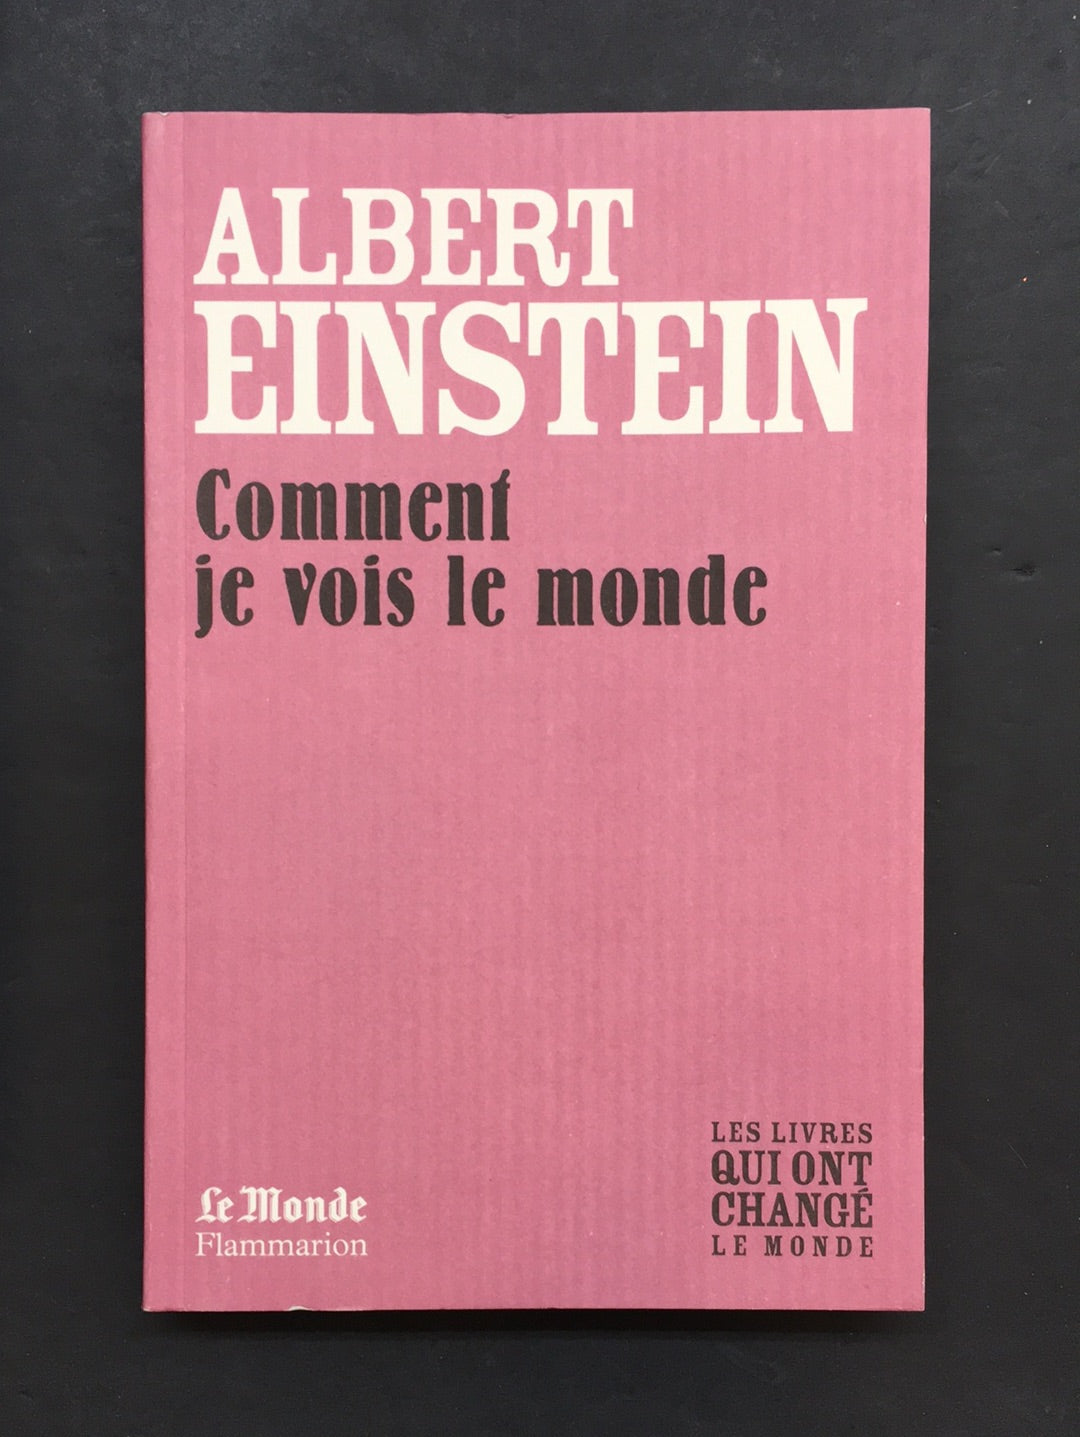 ALBERT
EINSTEIN
Comment
je vois le monde
Le Monde
Flammarion
LES LIVRES
QUI ONT
CHANGÉ
LE MONDE